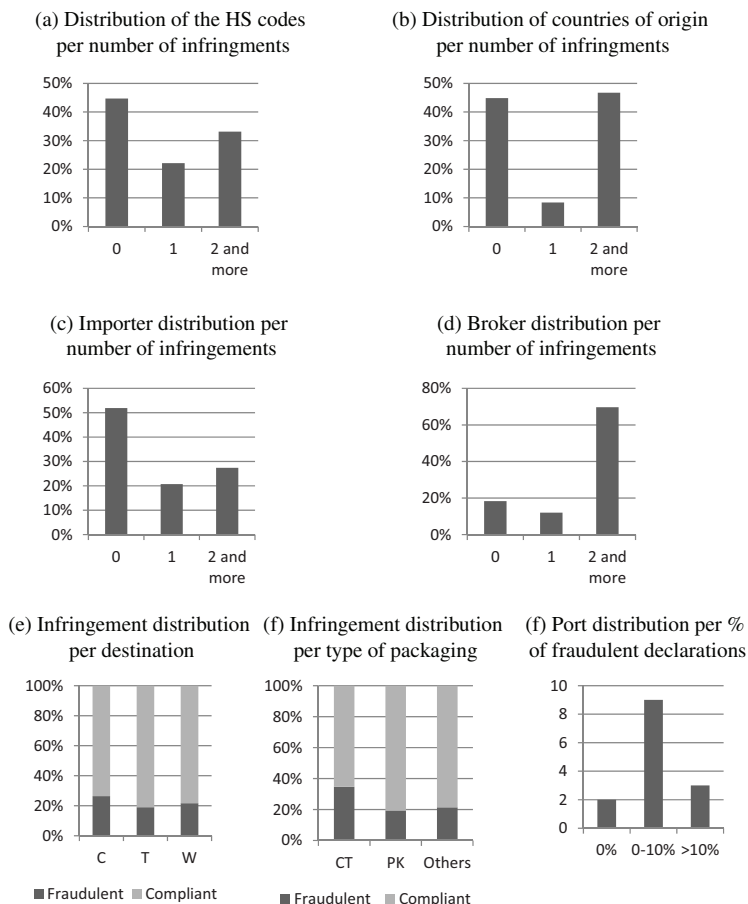 (a) Distribution of the HS codes
per number of infringments
50%
40%
30%
20%
10%
0%
0 1 2 and
more
(b) Distribution of countries of origin
per number of infringments
50%
40%
30%
20%
10%
0%
0 1 2 and
more
(c) Importer distribution per
number of infringements
60%
50%
40%
30%
20%
10%
0%
0 1 2 and
more
(d) Broker distribution per
number of infringements
80%
60%
40%
20%
0%
0 1 2 and
more
(e) Infringement distribution
per destination
100%
80%
60%
40%
20%
0%
C T W
Fraudulent Compliant
(f) Infringement distribution
per type of packaging
100%
80%
60%
40%
20%
0%
CT PK Others
Fraudulent Compliant
(f) Port distribution per %
of fraudulent declarations
10
8
6
4
2
0
0% 0-10% >10%